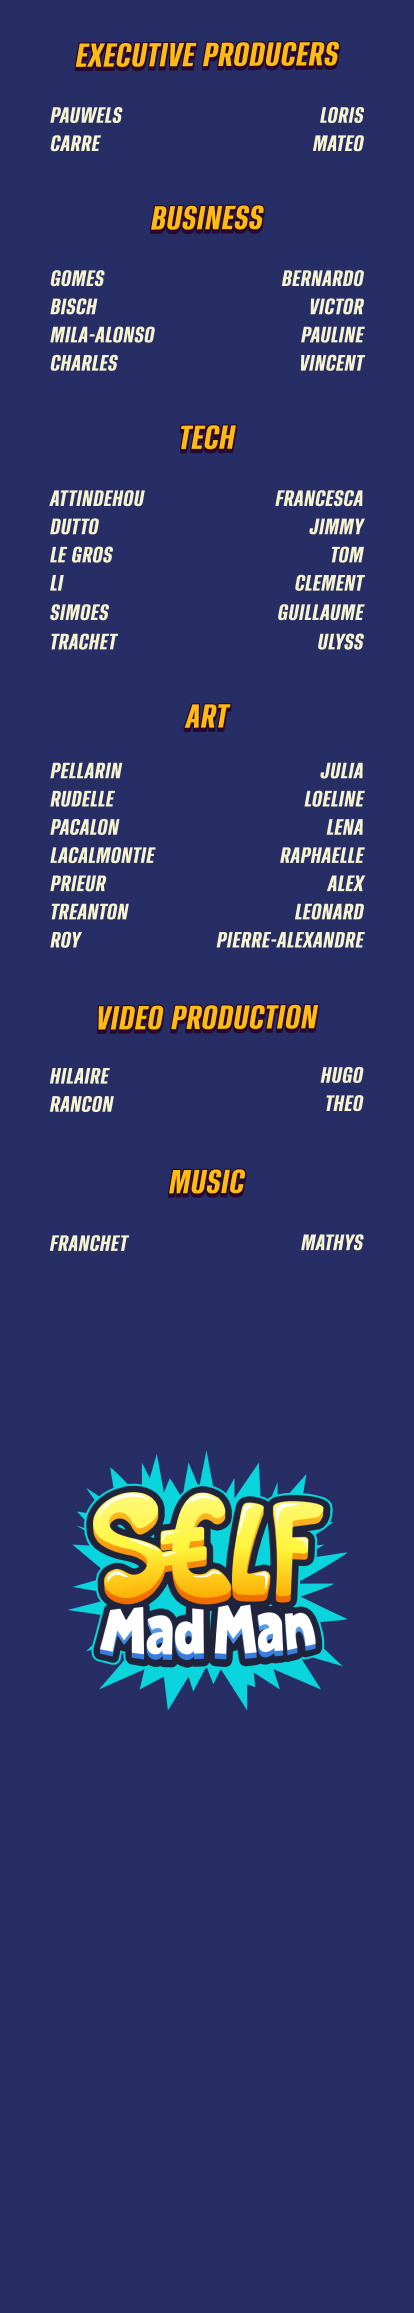 EXECUTIVE PRODUCERS
PAUWELS LORIS
CARRE MATEO
BUSINESS
GOMES BERNARDO
BISCH VICTOR
MILA-ALONSO PAULINE
CHARLES VINCENT
TECH
ATTINDEHOU FRANCESCA
DUTTO JIMMY
LE GROS TOM
LI CLEMENT
SIMOES GUILLAUME
TRACHET ULYSS
ART
PELLARIN JULIA
RUDELLE LOELINE
PACALON LENA
LACALMONTIE RAPHAELLE
PRIEUR ALEX
TREANTON LEONARD
ROY PIERRE-ALEXANDRE
VIDEO PRODUCTION
HILAIRE HUGO
RANCON THEO
MUSIC
FRANCHET MATHYS
S€LF
Mad Man